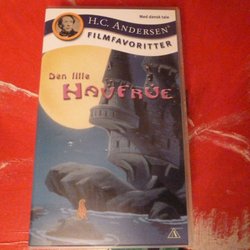 Med dansk tale
H.C. ANDERSEN
FILMFAVORITTER
Den lille
HAVFRUE
A